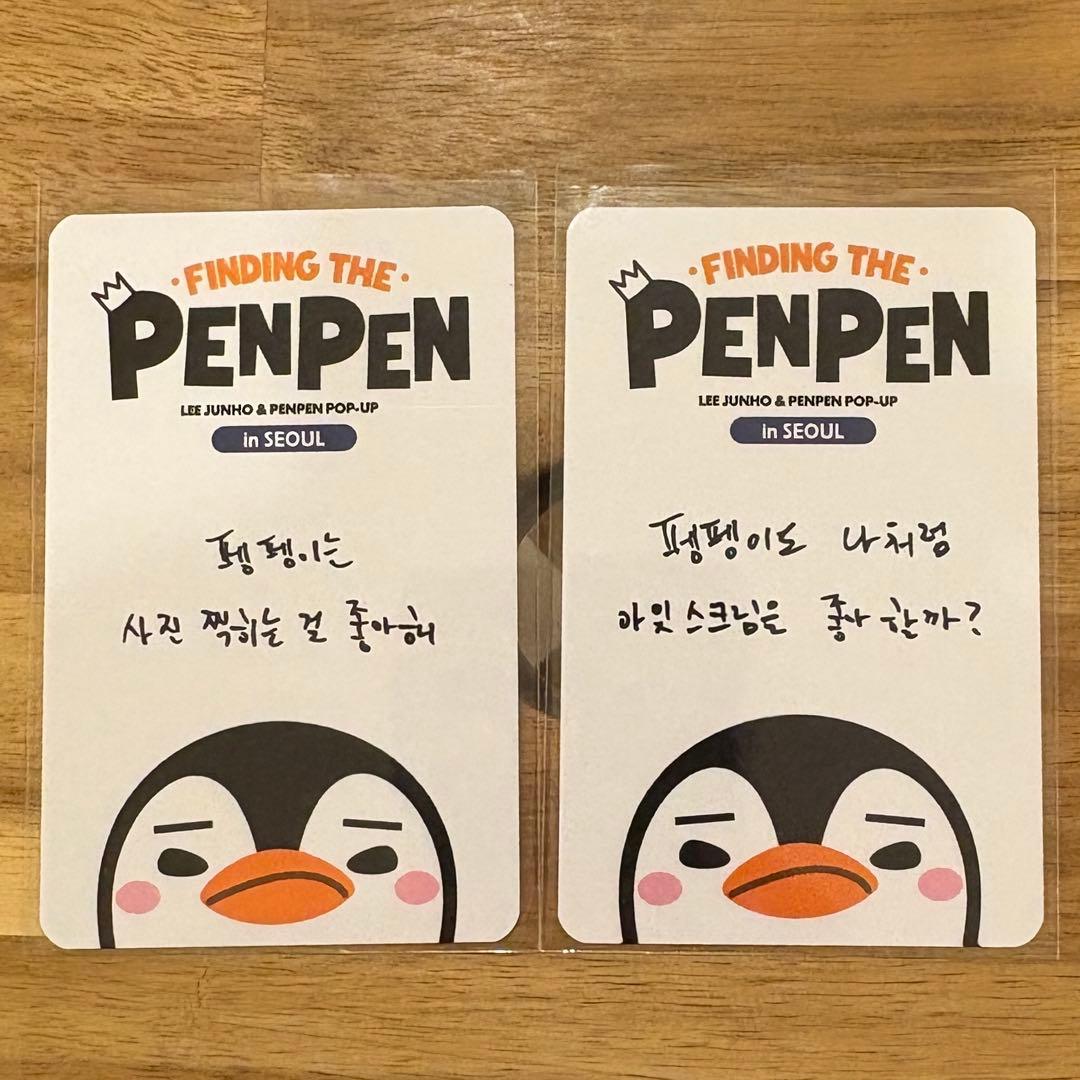 ·FINDING THE·
PENPEN
LEE JUNHO & PENPEN POP-UP
in SEOUL
펭펭이는
사진 찍히는 걸 좋아해
·FINDING THE·
PENPEN
LEE JUNHO & PENPEN POP-UP
in SEOUL
펭펭이도 나처럼
아잇스크림을 좋아할까?